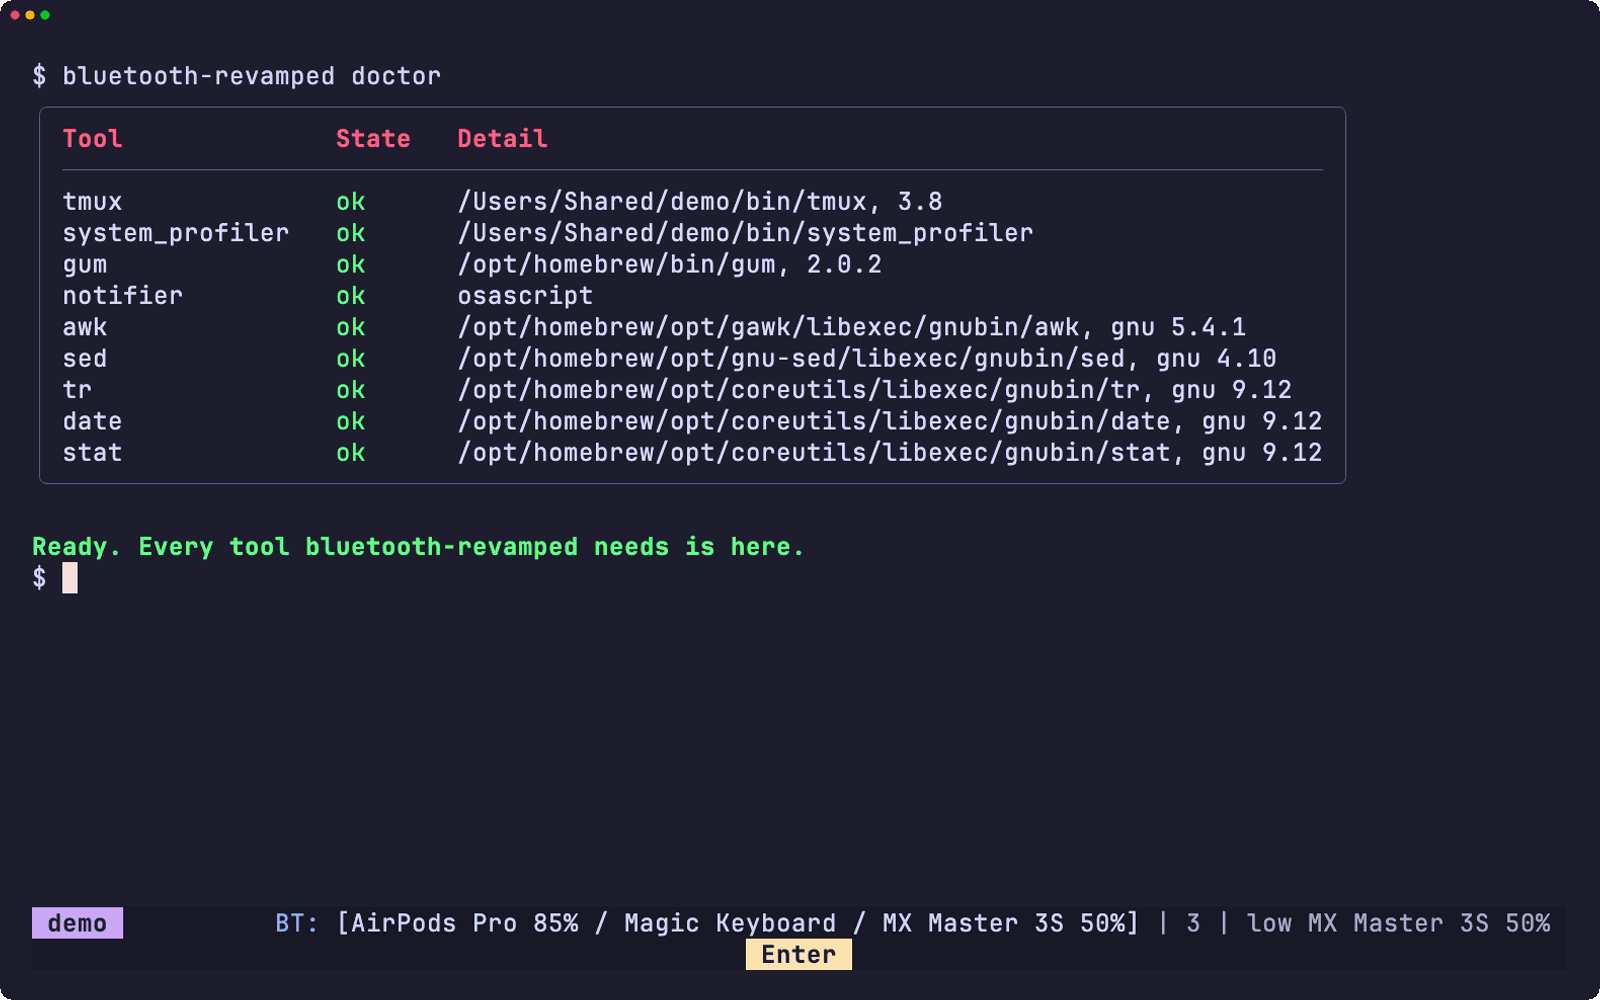 $ bluetooth-revamped doctor
Tool State Detail
tmux ok /Users/Shared/demo/bin/tmux, 3.8
system_profiler ok /Users/Shared/demo/bin/system_profiler
gum ok /opt/homebrew/bin/gum, 2.0.2
notifier ok osascript
awk ok /opt/homebrew/opt/gawk/libexec/gnubin/awk, gnu 5.4.1
sed ok /opt/homebrew/opt/gnu-sed/libexec/gnubin/sed, gnu 4.10
tr ok /opt/homebrew/opt/coreutils/libexec/gnubin/tr, gnu 9.12
date ok /opt/homebrew/opt/coreutils/libexec/gnubin/date, gnu 9.12
stat ok /opt/homebrew/opt/coreutils/libexec/gnubin/stat, gnu 9.12
Ready. Every tool bluetooth-revamped needs is here.
$
demo BT: [AirPods Pro 85% / Magic Keyboard / MX Master 3S 50%] | 3 | low MX Master 3S 50%
Enter